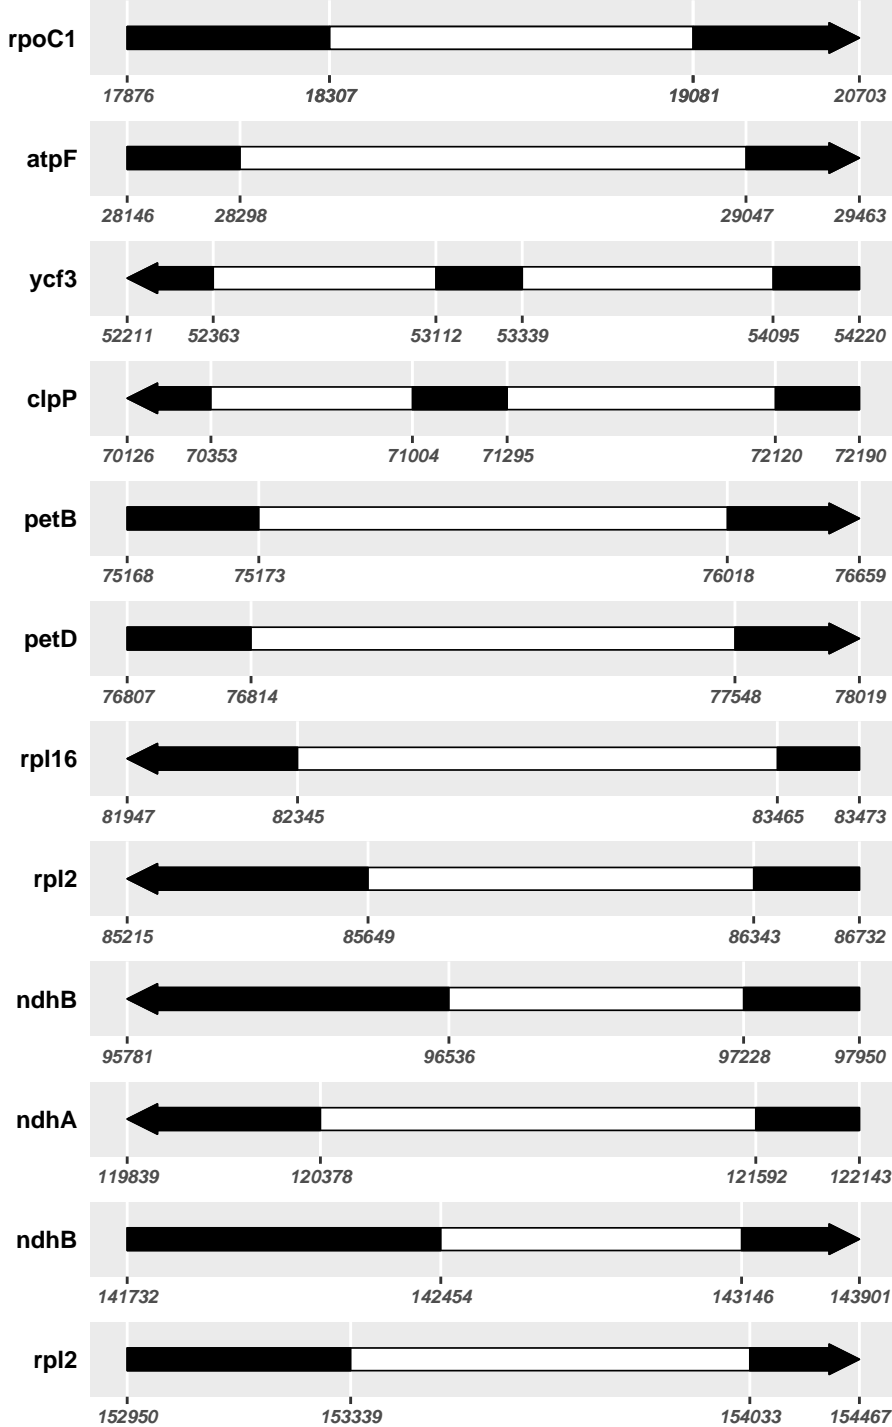 rpoC1
17876 18307 19081 20703
atpF
28146 28298 29047 29463
ycf3
52211 52363 53112 53339 54095 54220
clpP
70126 70353 71004 71295 72120 72190
petB
75168 75173 76018 76659
petD
76807 76814 77548 78019
rpl16
81947 82345 83465 83473
rpl2
85215 85649 86343 86732
ndhB
95781 96536 97228 97950
ndhA
119839 120378 121592 122143
ndhB
141732 142454 143146 143901
rpl2
152950 153339 154033 154467